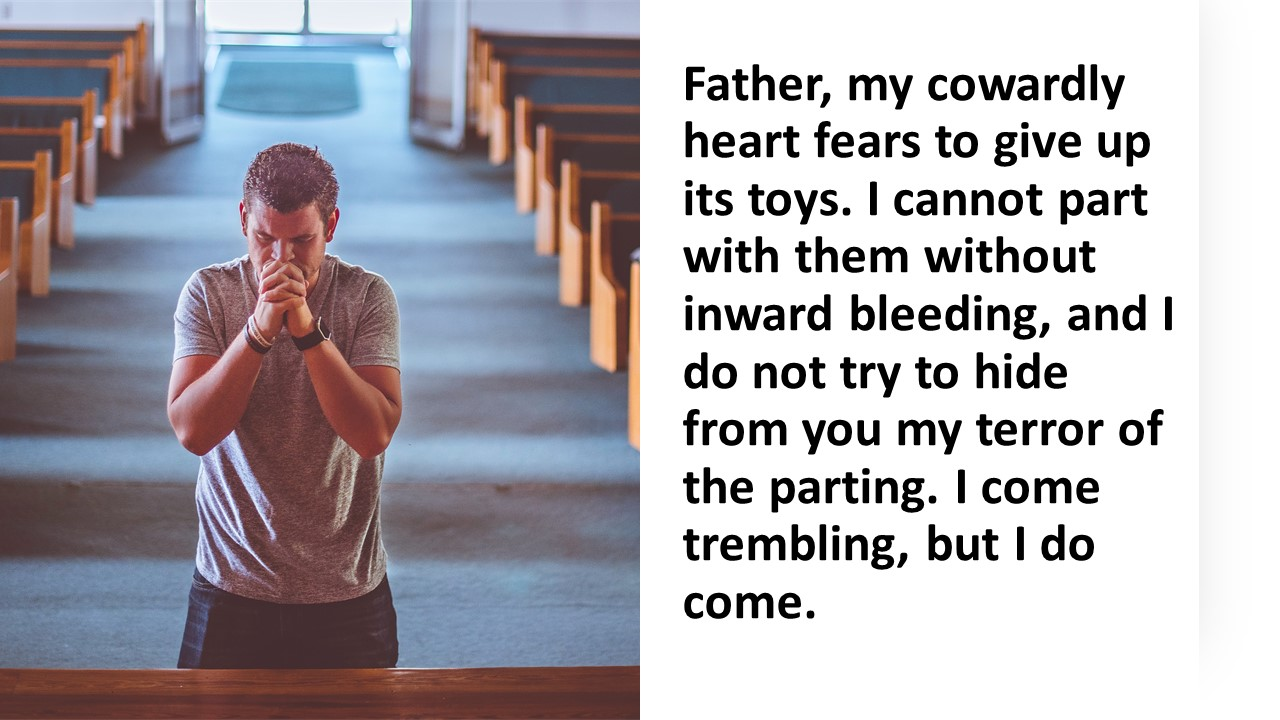 Father, my cowardly
heart fears to give up
its toys. I cannot part
with them without
inward bleeding, and I
do not try to hide
from you my terror of
the parting. I come
trembling, but I do
come.